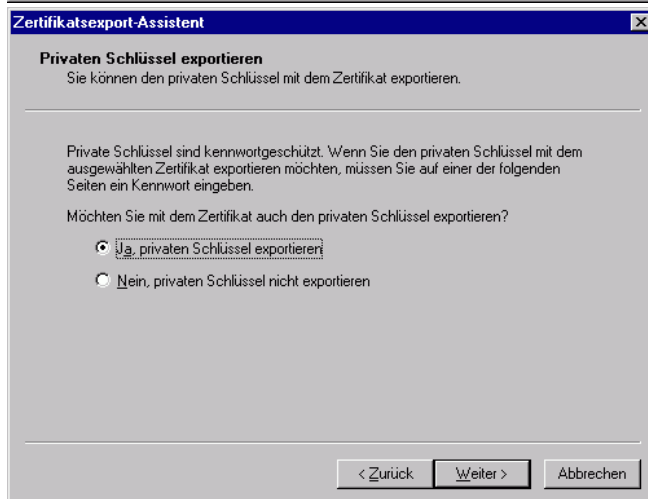 Zertifikatsexport-Assistent
Privaten Schlüssel exportieren
Sie können den privaten Schlüssel mit dem Zertifikat exportieren.
Private Schlüssel sind kennwortgeschützt. Wenn Sie den privaten Schlüssel mit dem
ausgewählten Zertifikat exportieren möchten, müssen Sie auf einer der folgenden
Seiten ein Kennwort eingeben.
Möchten Sie mit dem Zertifikat auch den privaten Schlüssel exportieren?
Ja, privaten Schlüssel exportieren
Nein, privaten Schlüssel nicht exportieren
< Zurück Weiter > Abbrechen